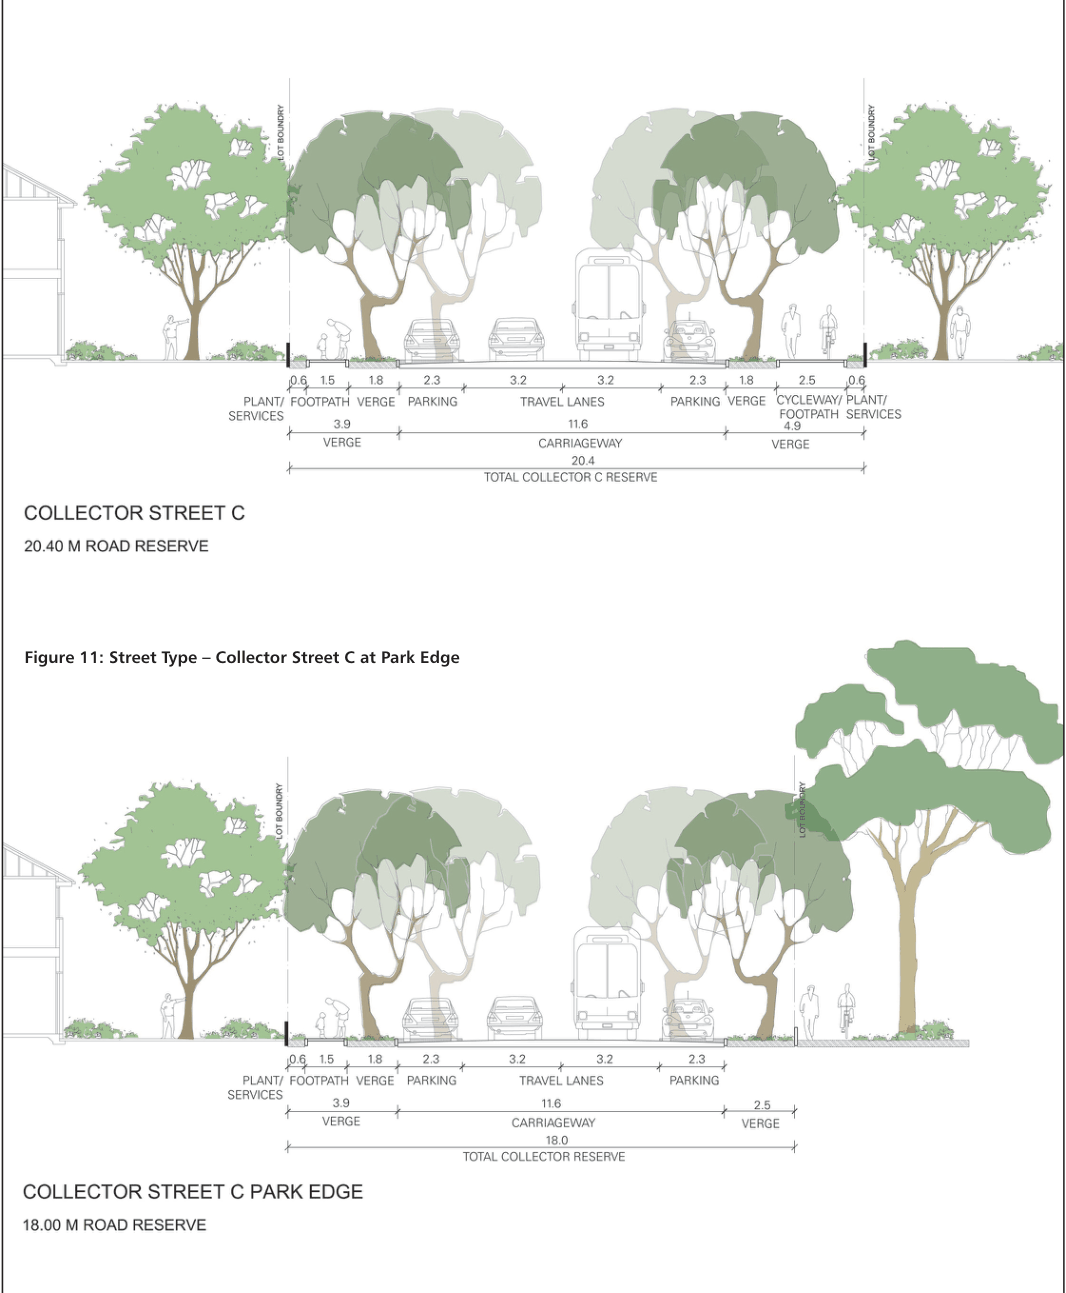 LOT BOUNDRY
LOT BOUNDRY
0.6 1.5 1.8 2.3 3.2 3.2 2.3 1.8 2.5 0.6
PLANT/ SERVICES FOOTPATH VERGE PARKING TRAVEL LANES PARKING VERGE CYCLEWAY/ FOOTPATH PLANT/ SERVICES
3.9 11.6 4.9
VERGE CARRIAGEWAY VERGE
20.4
TOTAL COLLECTOR C RESERVE
COLLECTOR STREET C
20.40 M ROAD RESERVE
Figure 11: Street Type – Collector Street C at Park Edge
LOT BOUNDRY
LOT BOUNDRY
0.6 1.5 1.8 2.3 3.2 3.2 2.3
PLANT/ SERVICES FOOTPATH VERGE PARKING TRAVEL LANES PARKING
3.9 11.6 2.5
VERGE CARRIAGEWAY VERGE
18.0
TOTAL COLLECTOR RESERVE
COLLECTOR STREET C PARK EDGE
18.00 M ROAD RESERVE